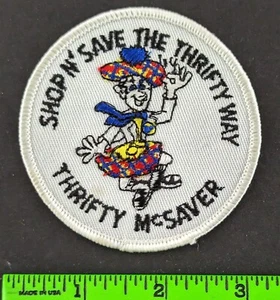 SHOP N' SAVE THE THRIFTY WAY
THRIFTY McSAVER
MADE IN USA 1 2 3